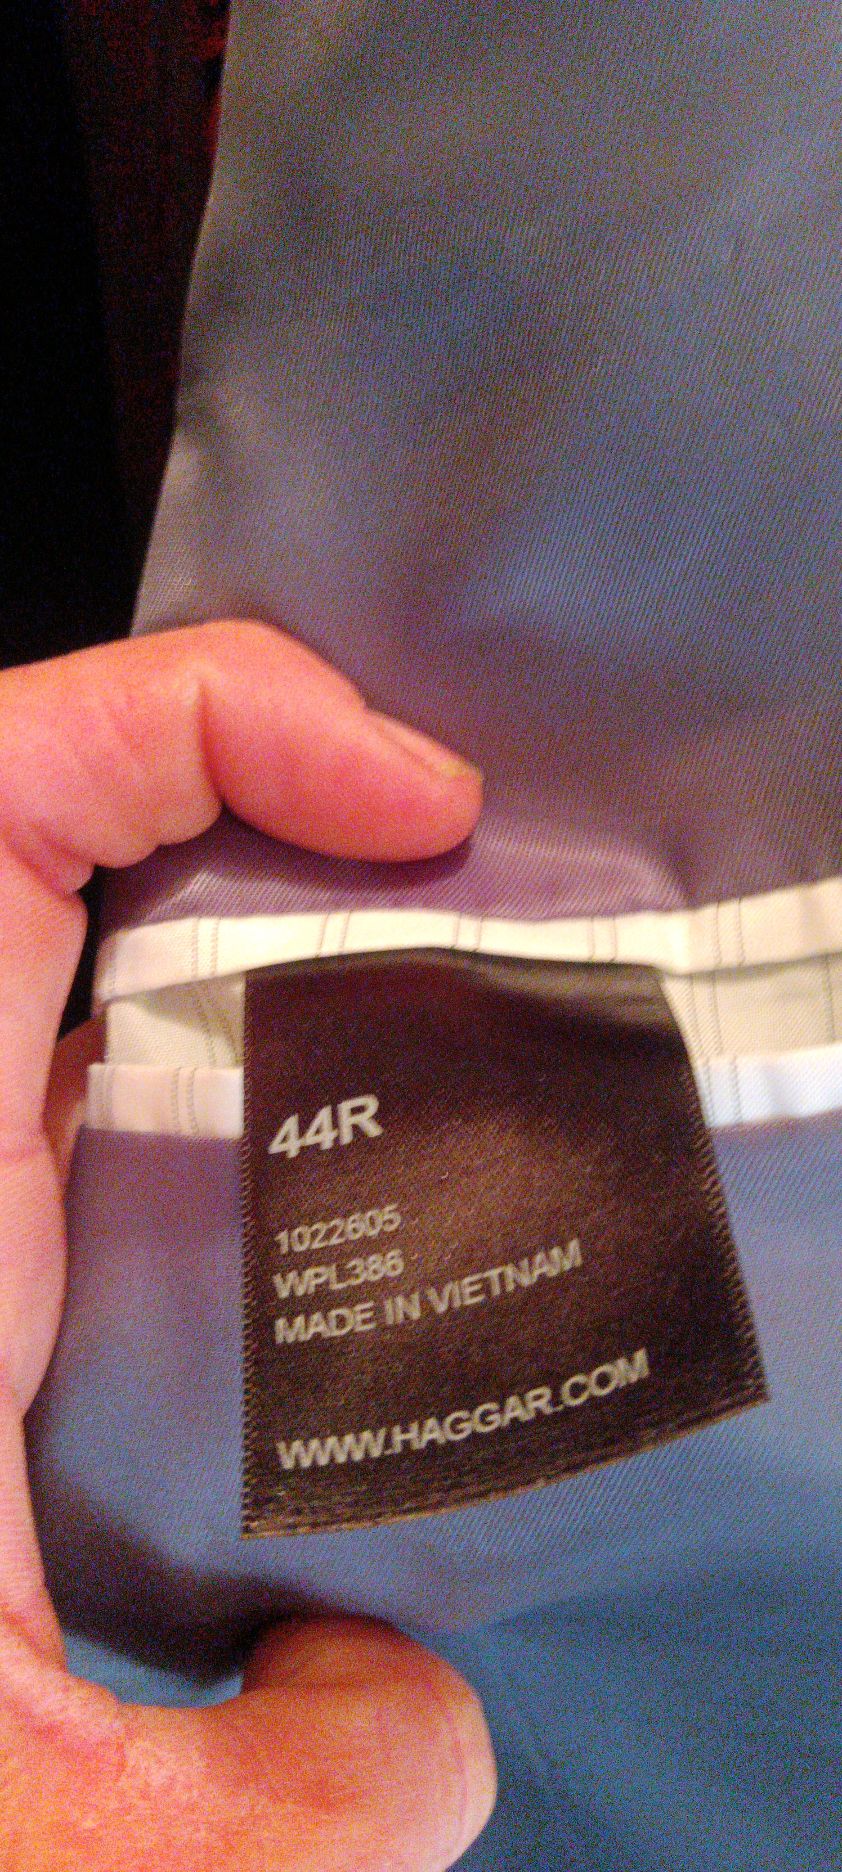 44R
1022605
WPL386
MADE IN VIETNAM
WWW.HAGGAR.COM